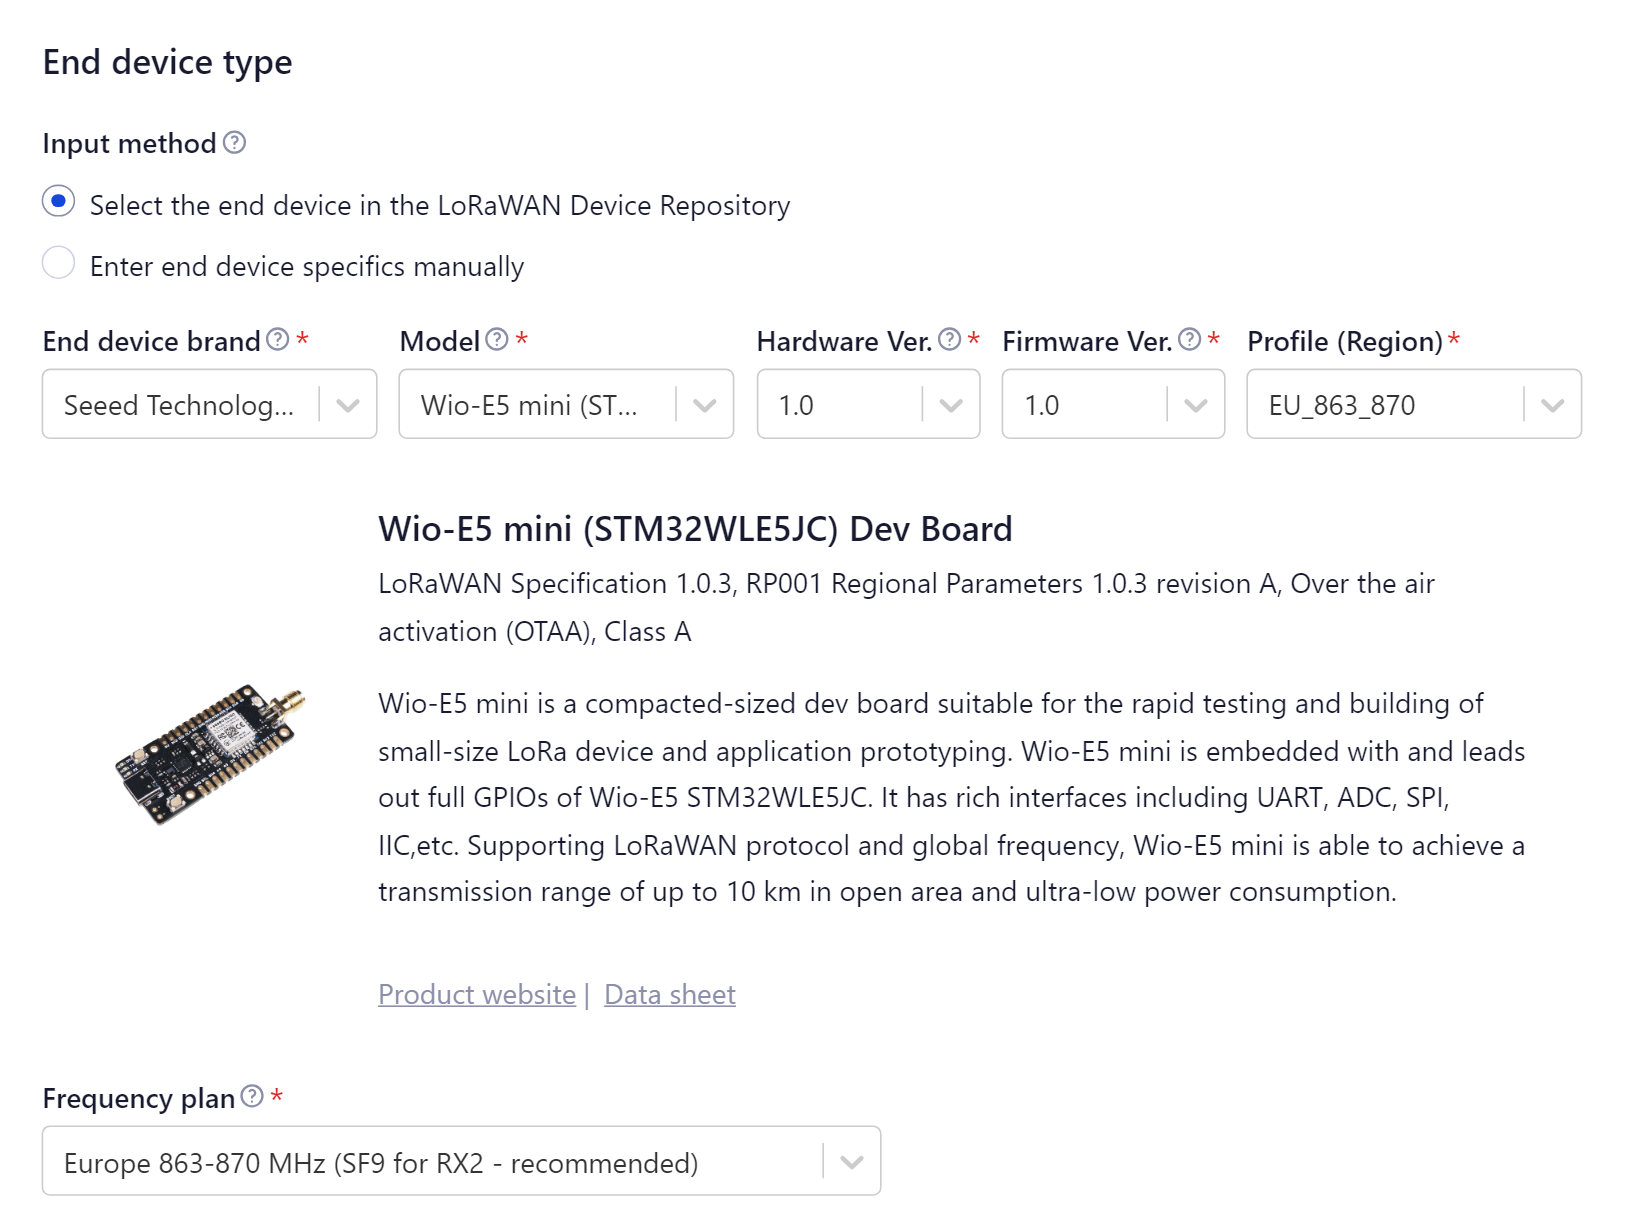 End device type
Input method ?
Select the end device in the LoRaWAN Device Repository
Enter end device specifics manually
End device brand ? * Model ? * Hardware Ver. ? * Firmware Ver. ? * Profile (Region) *
Seeed Technolog... Wio-E5 mini (ST... 1.0 1.0 EU_863_870
Wio-E5 mini (STM32WLE5JC) Dev Board
LoRaWAN Specification 1.0.3, RP001 Regional Parameters 1.0.3 revision A, Over the air
activation (OTAA), Class A
Wio-E5 mini is a compacted-sized dev board suitable for the rapid testing and building of
small-size LoRa device and application prototyping. Wio-E5 mini is embedded with and leads
out full GPIOs of Wio-E5 STM32WLE5JC. It has rich interfaces including UART, ADC, SPI,
IIC,etc. Supporting LoRaWAN protocol and global frequency, Wio-E5 mini is able to achieve a
transmission range of up to 10 km in open area and ultra-low power consumption.
Product website | Data sheet
Frequency plan ? *
Europe 863-870 MHz (SF9 for RX2 - recommended)